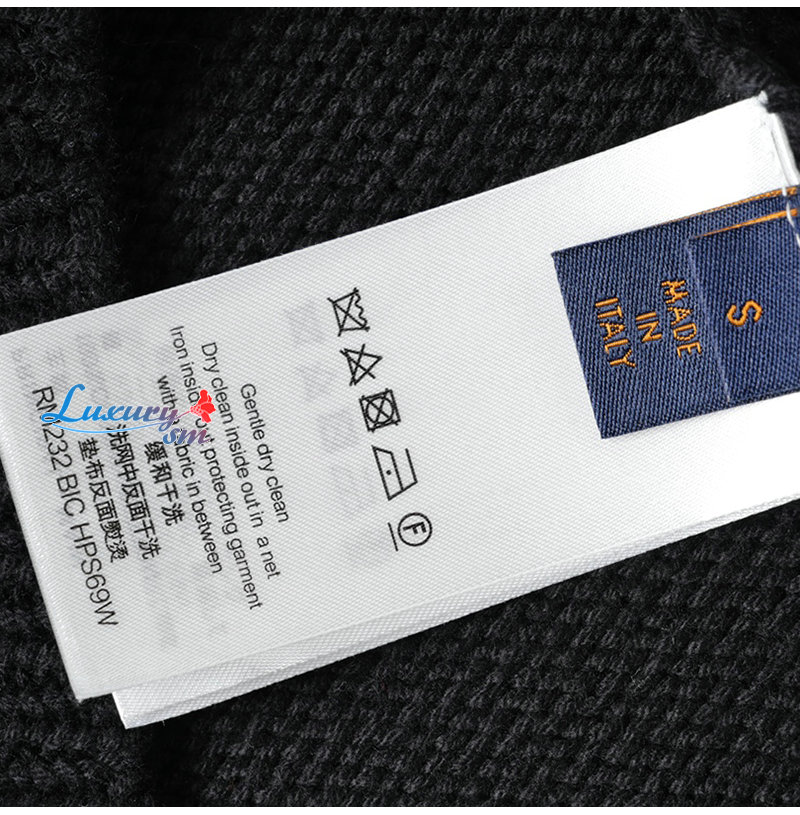 S
MADE
IN
ITALY
F
Gentle dry clean
Dry clean inside out in a net
Iron inside out, protecting garment
with a fabric in between
缓和干洗
洗网中反面干洗
垫布反面熨烫
RM232 BIC HPS69W
Luxury
sm